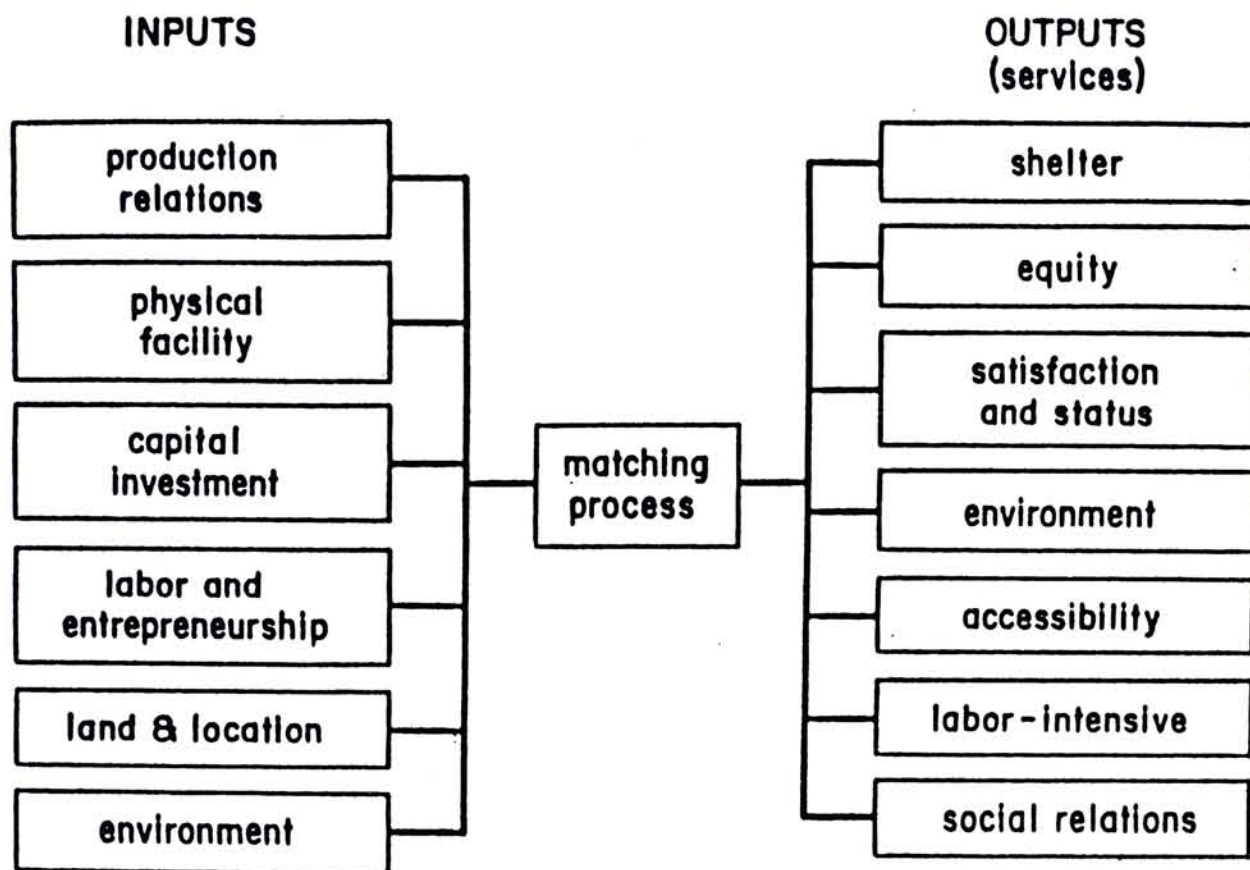 INPUTS
production
relations
physical
facility
capital
investment
labor and
entrepreneurship
land & location
environment
matching
process
OUTPUTS
(services)
shelter
equity
satisfaction
and status
environment
accessibility
labor-intensive
social relations